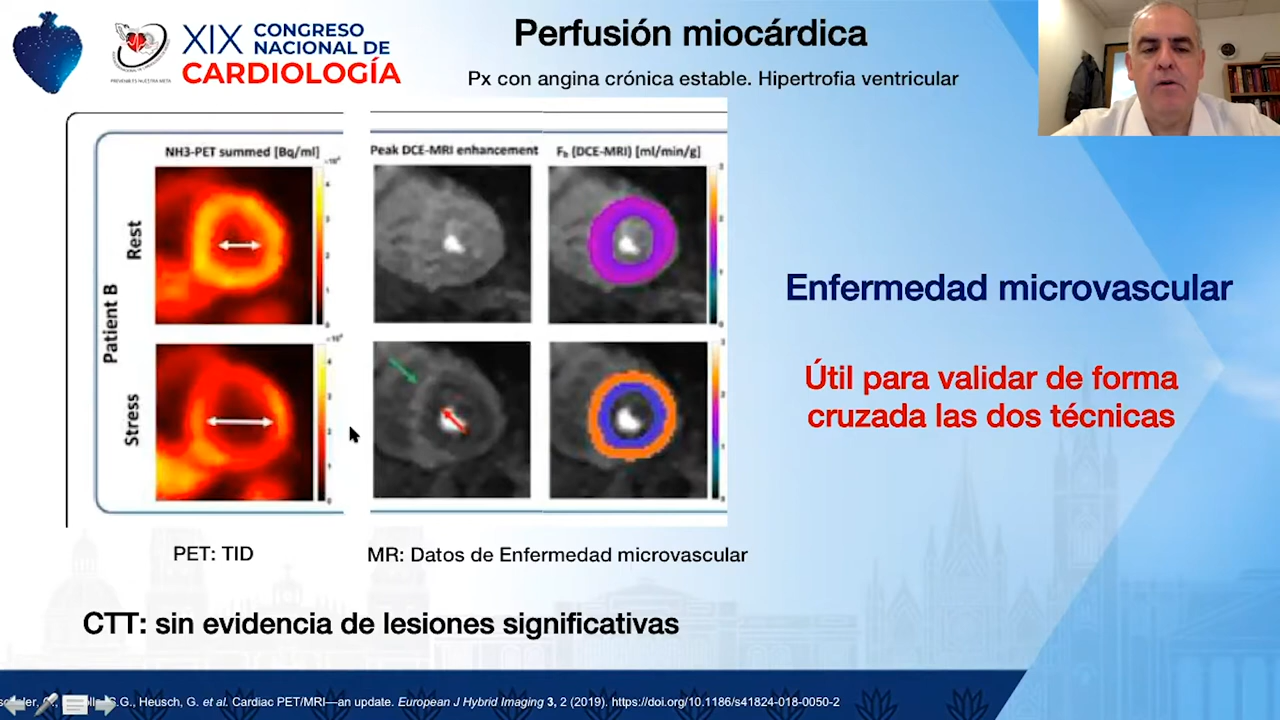 XIX CONGRESO
NACIONAL DE
CARDIOLOGÍA
Perfusión miocárdica
Px con angina crónica estable. Hipertrofia ventricular
NH3-PET summed [Bq/ml]
Peak DCE-MRI enhancement
Fb (DCE-MRI) [ml/min/g]
Patient B
Rest
Stress
Enfermedad microvascular
Útil para validar de forma
cruzada las dos técnicas
PET: TID
MR: Datos de Enfermedad microvascular
CTT: sin evidencia de lesiones significativas
S.G., Heusch, G. et al. Cardiac PET/MRI—an update. European J Hybrid Imaging 3, 2 (2019). https://doi.org/10.1186/s41824-018-0050-2